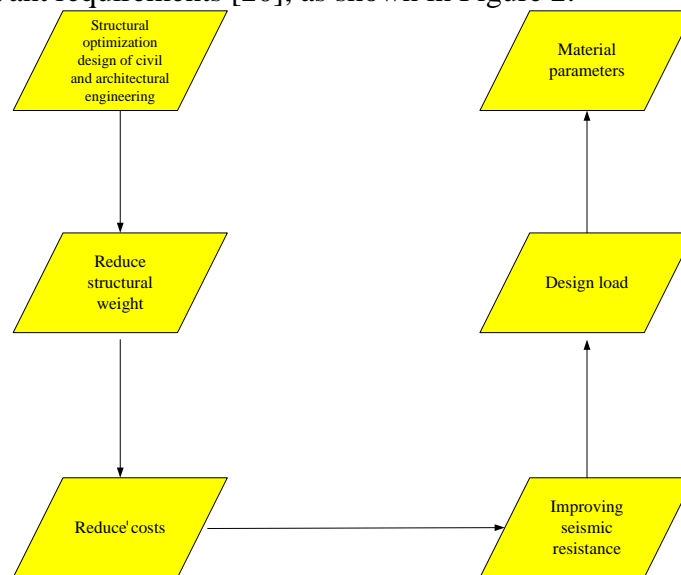 requirements [20], as shown in Figure 2.
Structural
optimization
design of civil
and architectural
engineering
Reduce
structural
weight
Reduce costs
Improving
seismic
resistance
Design load
Material
parameters